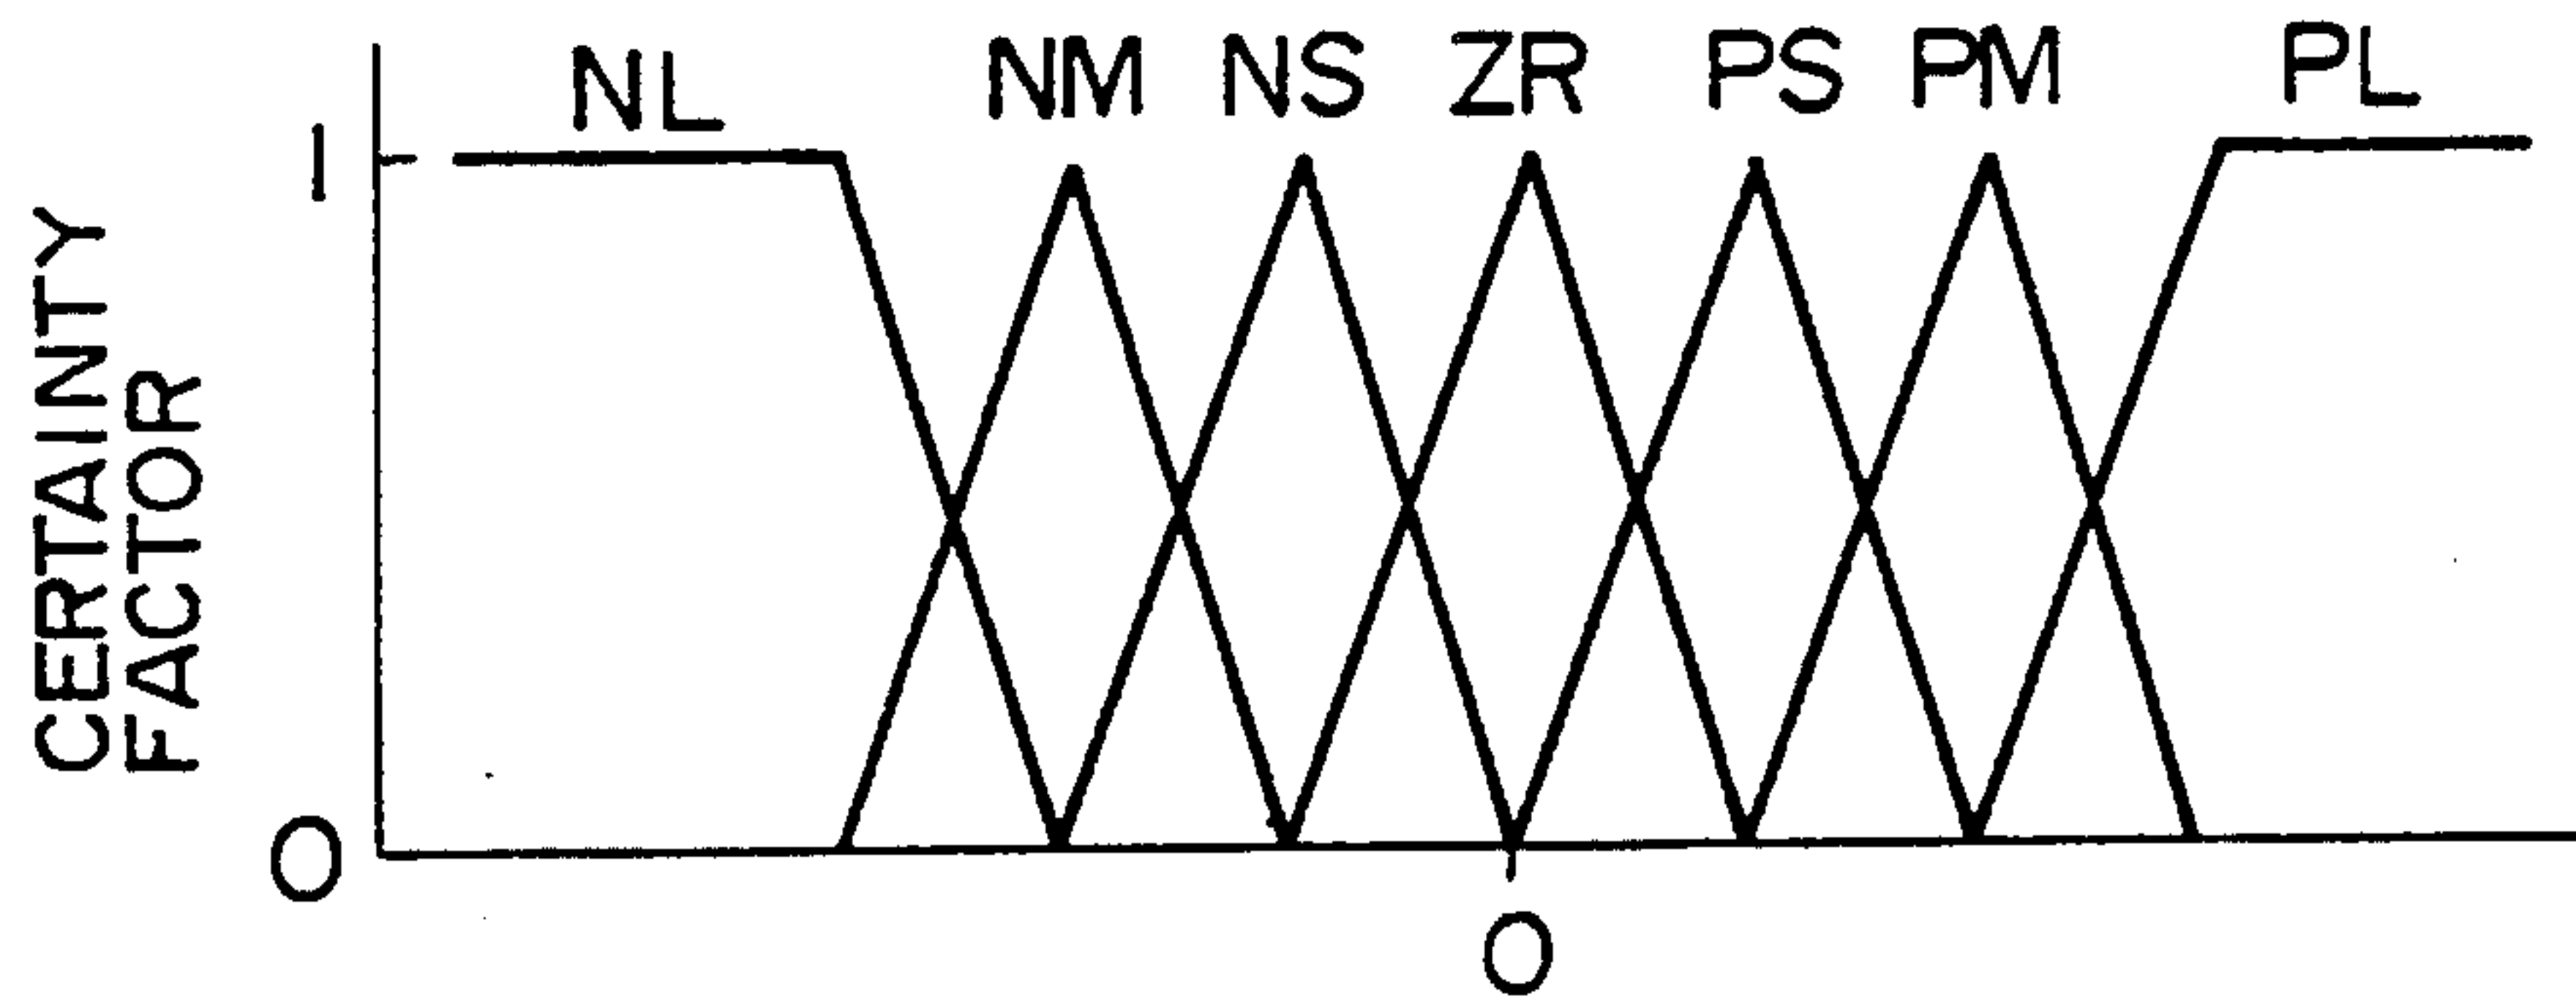 NL NM NS ZR PS PM PL
1
CERTAINTY
FACTOR
0
0